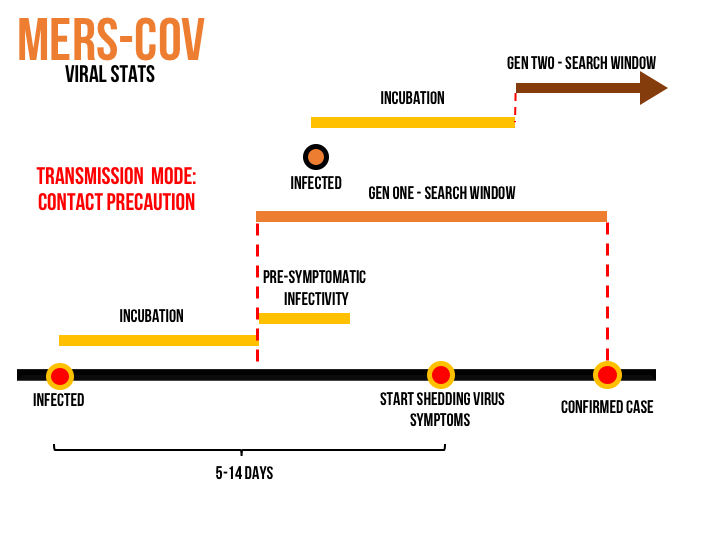 MERS-COV
VIRAL STATS
GEN TWO - SEARCH WINDOW
INCUBATION
TRANSMISSION MODE:
CONTACT PRECAUTION
INFECTED
GEN ONE - SEARCH WINDOW
PRE-SYMPTOMATIC
INFECTIVITY
INCUBATION
INFECTED
START SHEDDING VIRUS
SYMPTOMS
CONFIRMED CASE
5-14 DAYS